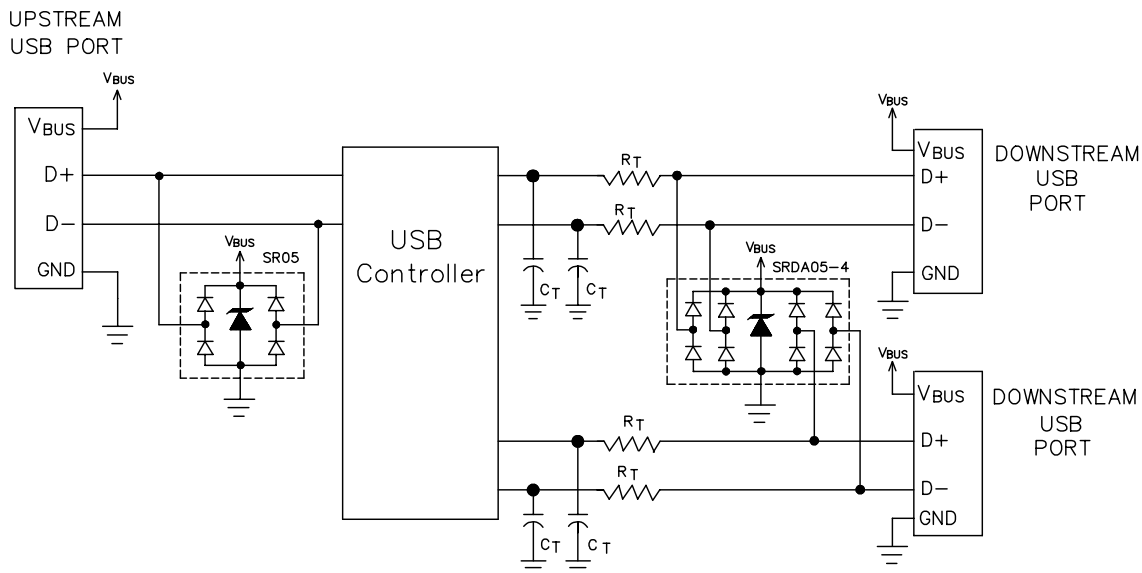 UPSTREAM
USB PORT
VBUS
VBUS
D+
D-
GND
VBUS
SR05
USB
Controller
RT
RT
CT
CT
VBUS
SRDA05-4
VBUS
VBUS
D+
D-
GND
DOWNSTREAM
USB
PORT
RT
RT
CT
CT
VBUS
VBUS
D+
D-
GND
DOWNSTREAM
USB
PORT